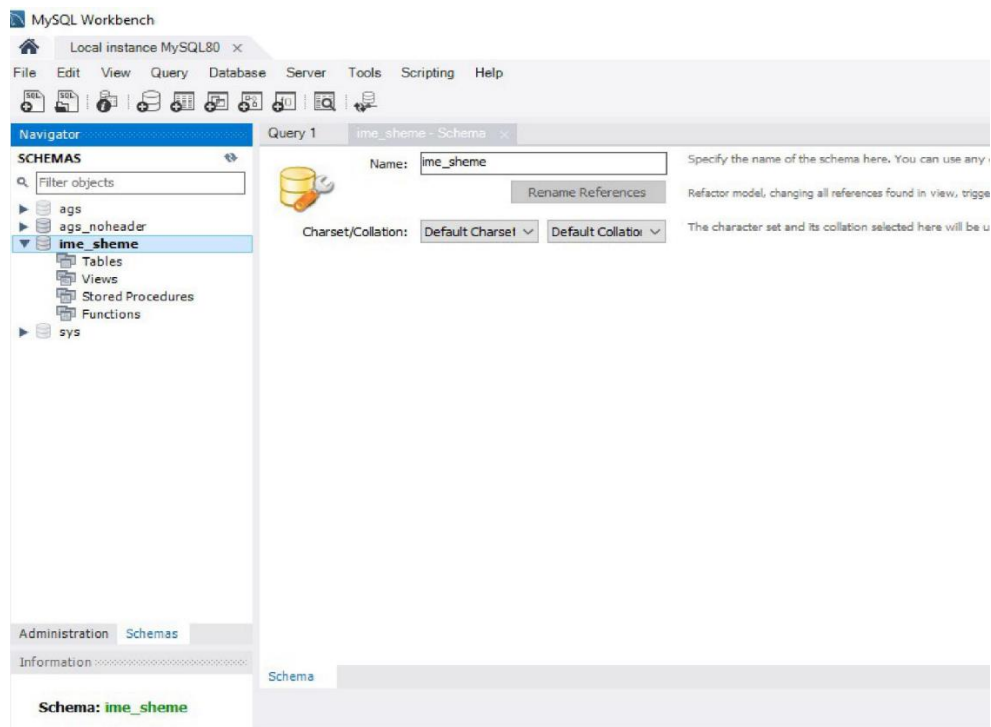 MySQL Workbench
Local instance MySQL80
File Edit View Query Database Server Tools Scripting Help
Navigator
SCHEMAS
Filter objects
ags
ags_noheader
ime_sheme
Tables
Views
Stored Procedures
Functions
sys
Administration Schemas
Information
Schema: ime_sheme
Query 1 ime_sheme - Schema
Name: ime_sheme
Specify the name of the schema here. You can use any
Rename References
Refactor model, changing all references found in view, trigge
Charset/Collation: Default Charset Default Collation
The character set and its collation selected here will be u
Schema